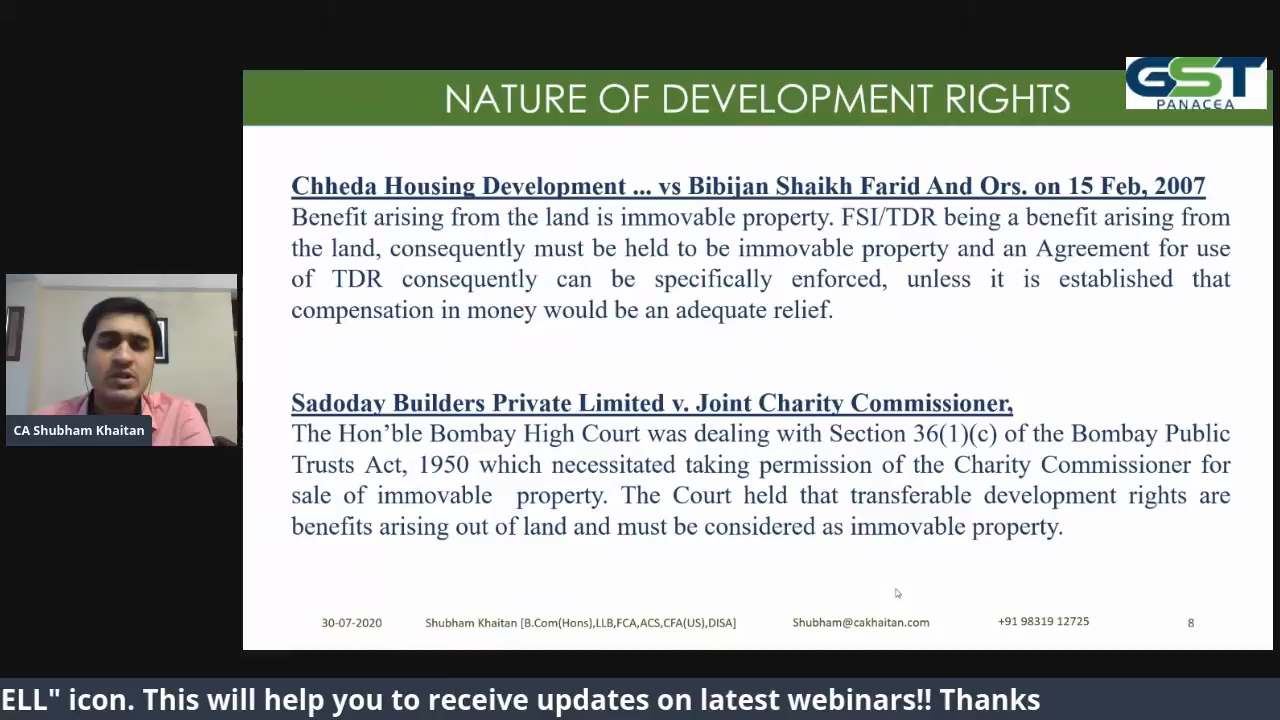 NATURE OF DEVELOPMENT RIGHTS
GST
PANACEA
Chheda Housing Development ... vs Bibijan Shaikh Farid And Ors. on 15 Feb, 2007
Benefit arising from the land is immovable property. FSI/TDR being a benefit arising from
the land, consequently must be held to be immovable property and an Agreement for use
of TDR consequently can be specifically enforced, unless it is established that
compensation in money would be an adequate relief.
CA Shubham Khaitan
Sadoday Builders Private Limited v. Joint Charity Commissioner,
The Hon’ble Bombay High Court was dealing with Section 36(1)(c) of the Bombay Public
Trusts Act, 1950 which necessitated taking permission of the Charity Commissioner for
sale of immovable property. The Court held that transferable development rights are
benefits arising out of land and must be considered as immovable property.
30-07-2020 Shubham Khaitan [B.Com(Hons),LLB,FCA,ACS,CFA(US),DISA] Shubham@cakhaitan.com +91 98319 12725 8
ELL" icon. This will help you to receive updates on latest webinars!! Thanks